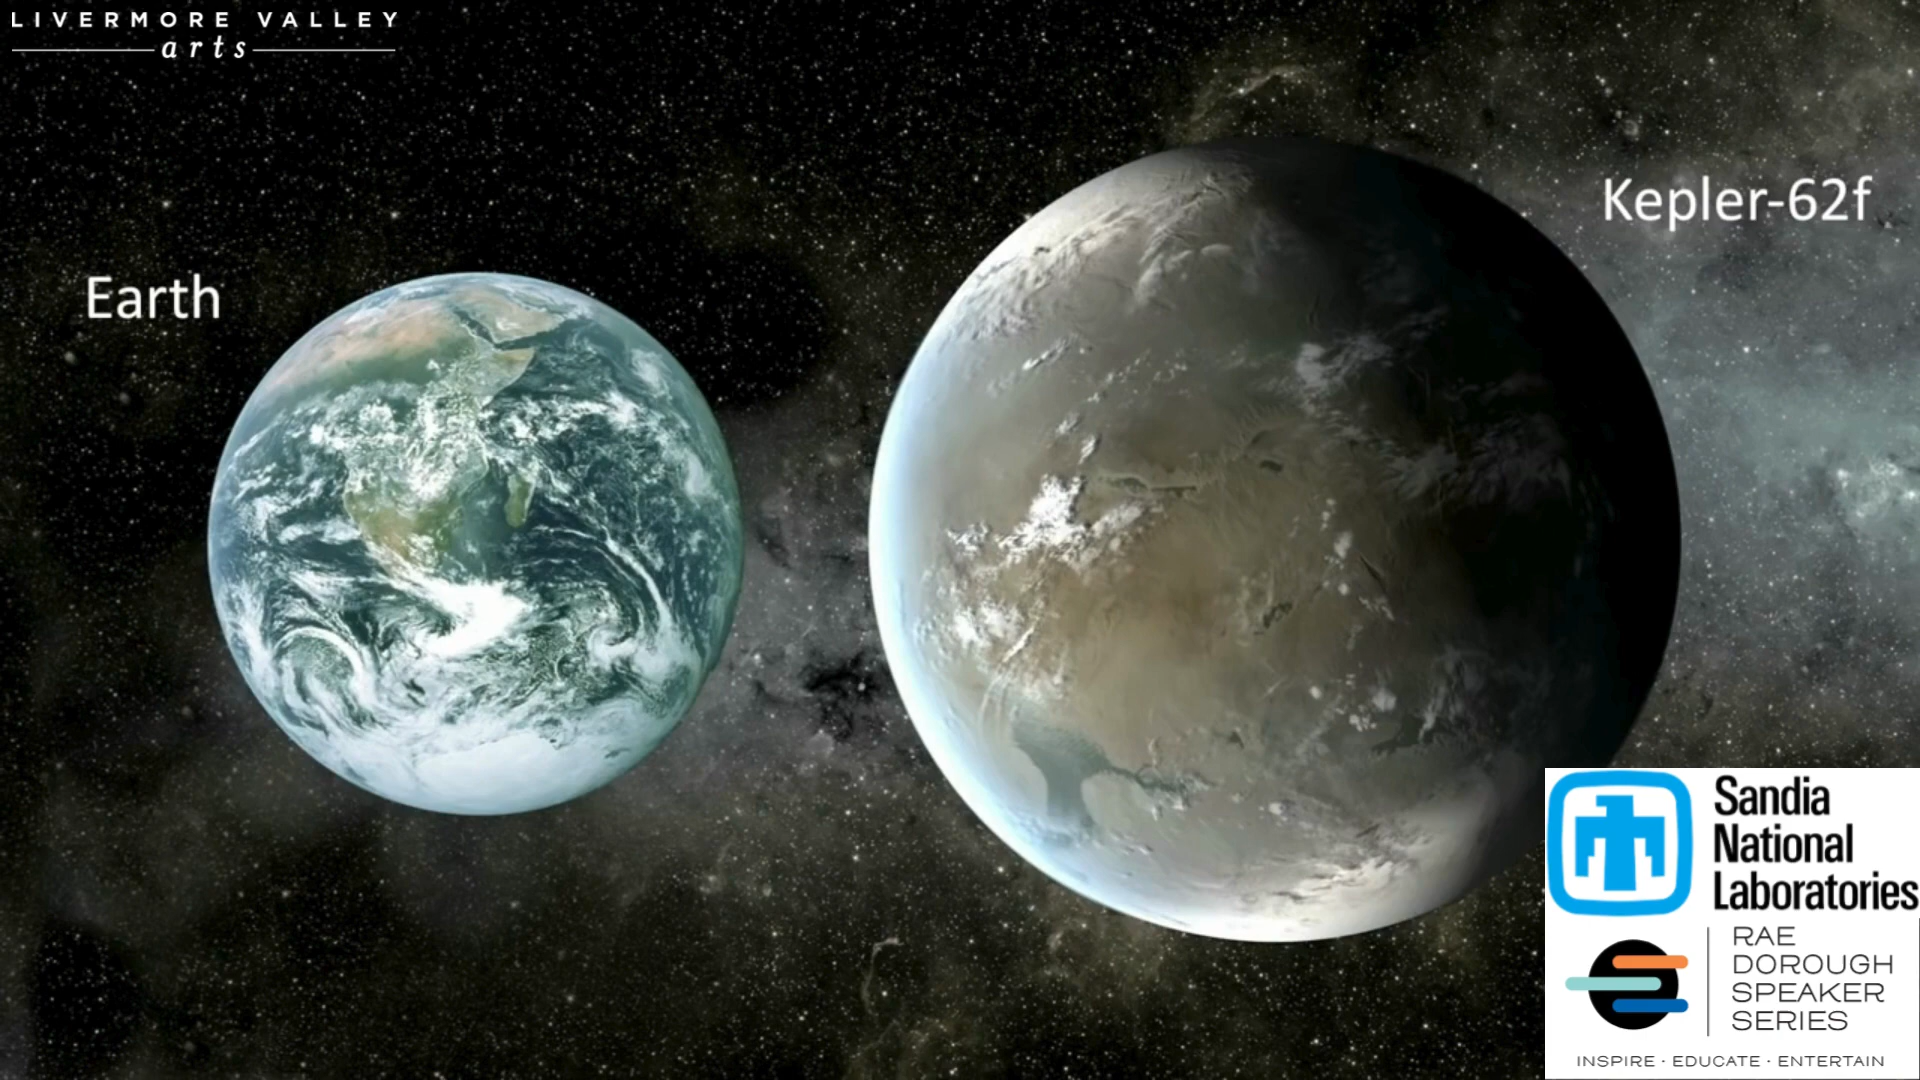 LIVERMORE VALLEY
arts
Kepler-62f
Earth
Sandia
National
Laboratories
RAE
DOROUGH
SPEAKER
SERIES
INSPIRE · EDUCATE · ENTERTAIN